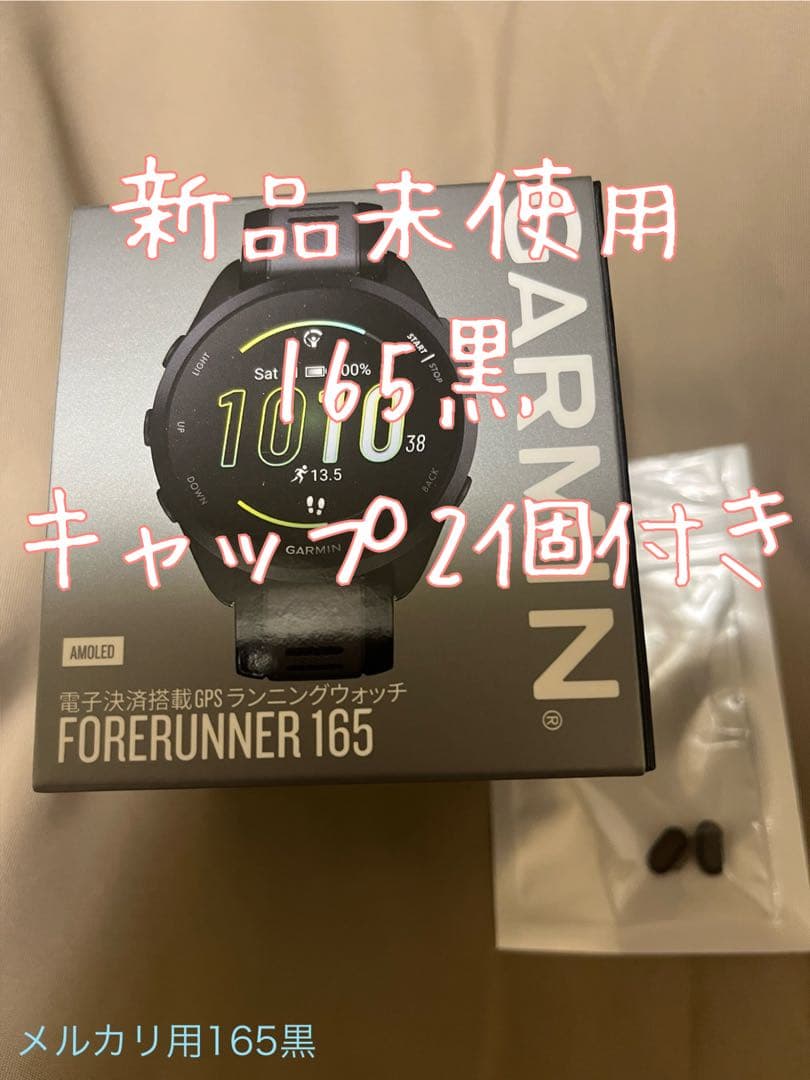 新品未使用
165黒
キャップ2個付き
GARMIN®
LIGHT
UP
DOWN
START
STOP
BACK
Sat
00%
10
10
38
13.5
GARMIN
AMOLED
電子決済搭載GPSランニングウォッチ
FORERUNNER 165
メルカリ用165黒